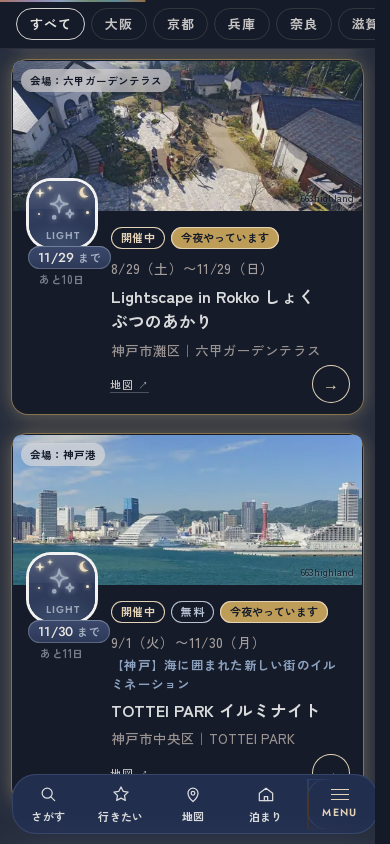 すべて
大阪
京都
兵庫
奈良
滋賀
会場：六甲ガーデンテラス
663highland
LIGHT
11/29 まで
あと10日
開催中
今夜やっています
8/29（土）〜11/29（日）
Lightscape in Rokko しょく
ぶつのあかり
神戸市灘区｜六甲ガーデンテラス
地図 ↗
→
会場：神戸港
663highland
LIGHT
11/30 まで
あと11日
開催中
無料
今夜やっています
9/1（火）〜11/30（月）
【神戸】海に囲まれた新しい街のイル
ミネーション
TOTTEI PARK イルミナイト
神戸市中央区｜TOTTEI PARK
地図
さがす
行きたい
地図
泊まり
MENU